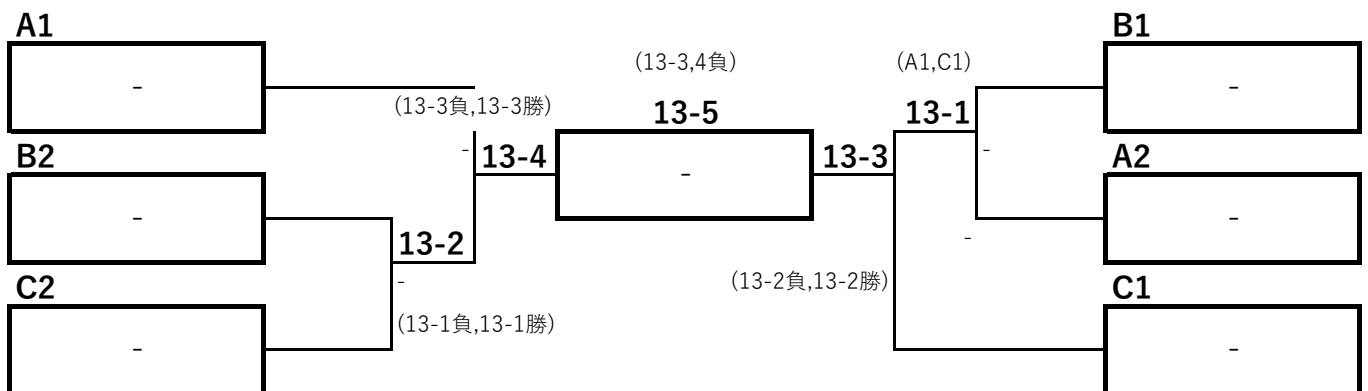 A1
B1
(13-3,4負)
(A1,C1)
-
-
(13-3負,13-3勝)
13-5
13-1
B2
-
13-4
13-3
-
A2
-
-
-
13-2
-
C2
-
(13-2負,13-2勝)
C1
(13-1負,13-1勝)
-
-